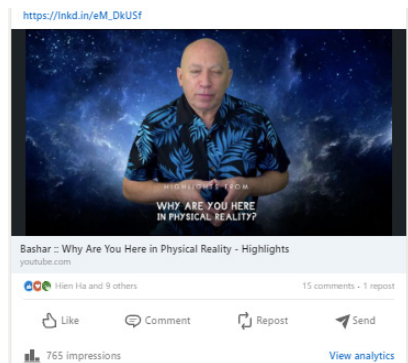 https://lnkd.in/eM_DkUSf
HIGHLIGHTS FROM
WHY ARE YOU HERE
IN PHYSICAL REALITY?
Bashar :: Why Are You Here in Physical Reality - Highlights
youtube.com
Hien Ha and 9 others 15 comments · 1 repost
Like Comment Repost Send
765 impressions View analytics